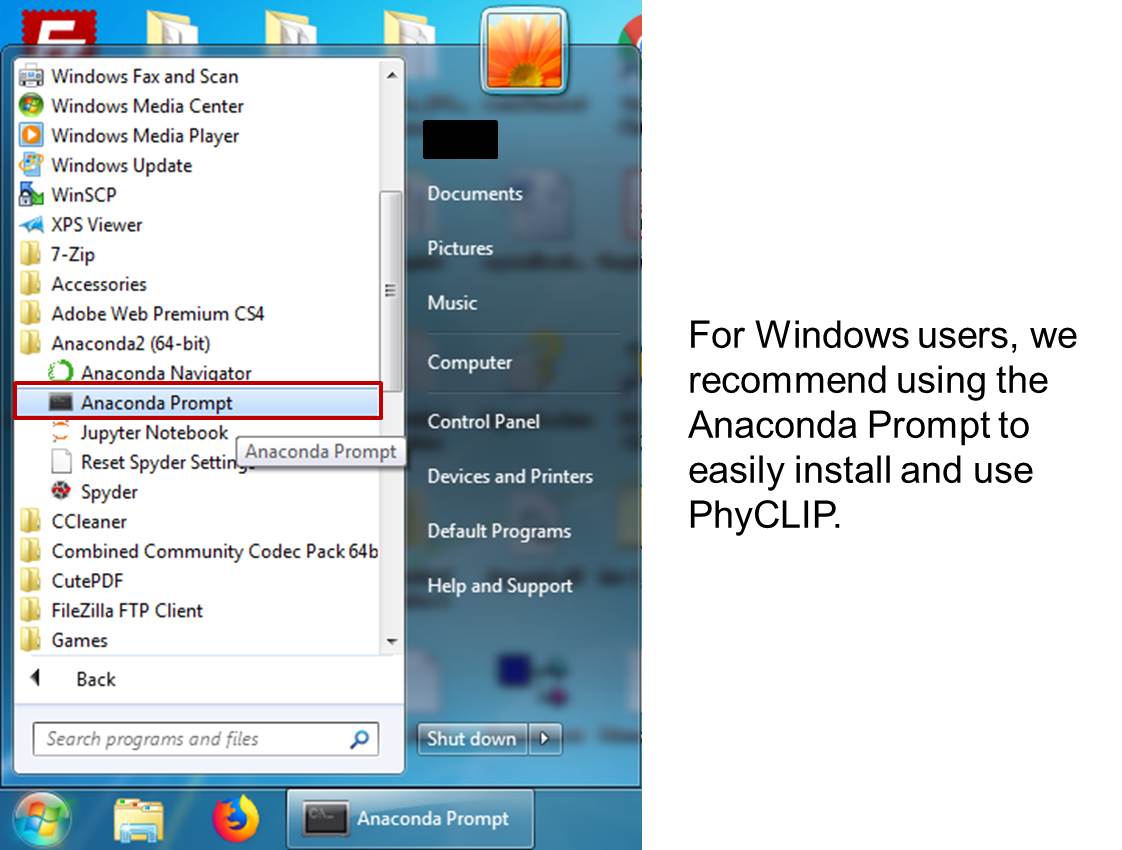 Windows Fax and Scan
Windows Media Center
Windows Media Player
Windows Update
WinSCP
XPS Viewer
7-Zip
Accessories
Adobe Web Premium CS4
Anaconda2 (64-bit)
Anaconda Navigator
Anaconda Prompt
Jupyter Notebook
Anaconda Prompt
Reset Spyder Settings
Spyder
CCleaner
Combined Community Codec Pack 64b
CutePDF
FileZilla FTP Client
Games
Back
Search programs and files
Documents
Pictures
Music
Computer
Control Panel
Devices and Printers
Default Programs
Help and Support
Shut down
Anaconda Prompt
For Windows users, we
recommend using the
Anaconda Prompt to
easily install and use
PhyCLIP.